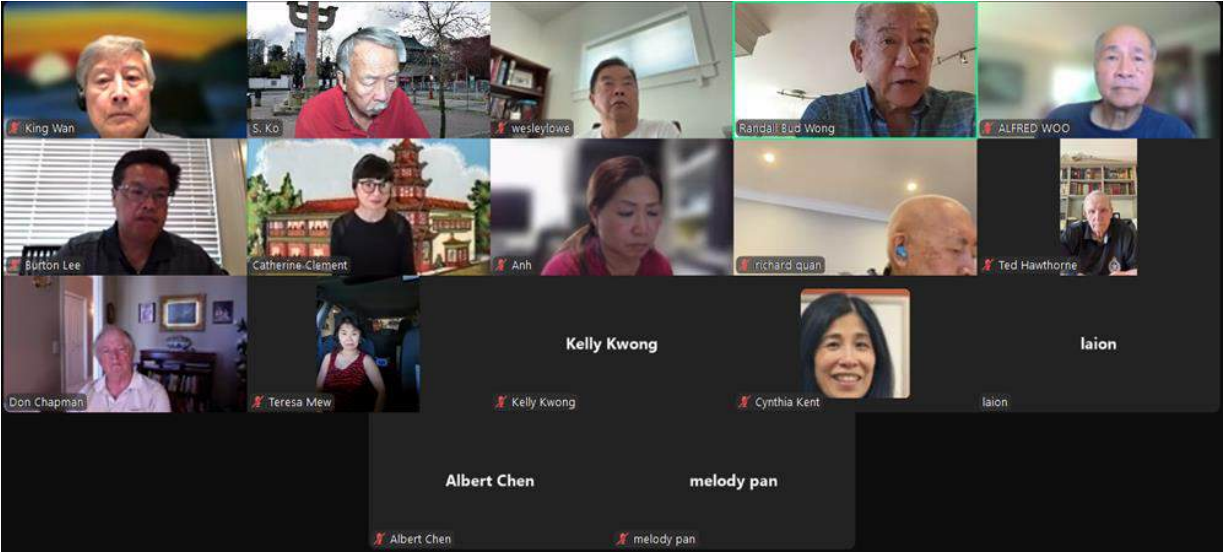 King Wan
S. Ko
wesleylowe
Randall Bud Wong
ALFRED WOO
Burton Lee
Catherine Clement
Anh
richard quan
Ted Hawthorne
Don Chapman
Teresa Mew
Kelly Kwong
Kelly Kwong
Cynthia Kent
laion
laion
Albert Chen
Albert Chen
melody pan
melody pan